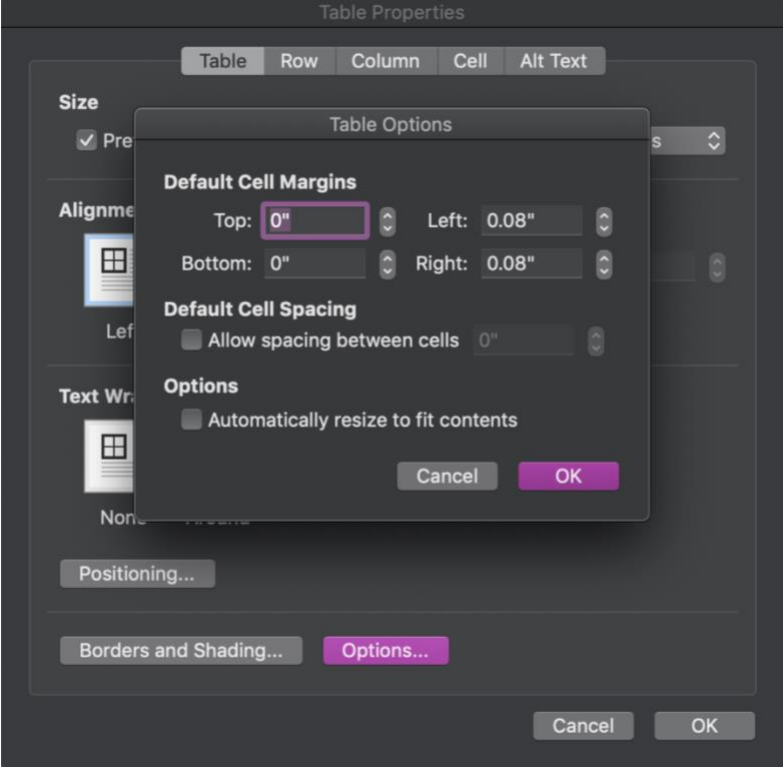 Table Properties
Table Row Column Cell Alt Text
Size
Pre
s
Table Options
Default Cell Margins
Top: 0" Left: 0.08"
Bottom: 0" Right: 0.08"
Default Cell Spacing
Allow spacing between cells 0"
Options
Automatically resize to fit contents
Cancel OK
Alignme
Lef
Text Wra
None Around
Positioning...
Borders and Shading... Options...
Cancel OK